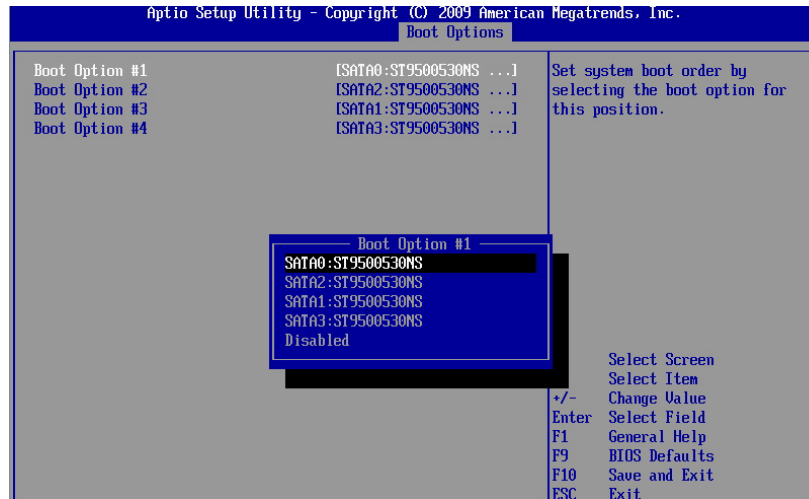 Aptio Setup Utility - Copyright (C) 2009 American Megatrends, Inc.
Boot Options
Boot Option #1 [SATA0:ST9500530NS ...]
Boot Option #2 [SATA2:ST9500530NS ...]
Boot Option #3 [SATA1:ST9500530NS ...]
Boot Option #4 [SATA3:ST9500530NS ...]
Set system boot order by
selecting the boot option for
this position.
Boot Option #1
SATA0:ST9500530NS
SATA2:ST9500530NS
SATA1:ST9500530NS
SATA3:ST9500530NS
Disabled
Select Screen
Select Item
+/- Change Value
Enter Select Field
F1 General Help
F9 BIOS Defaults
F10 Save and Exit
ESC Exit